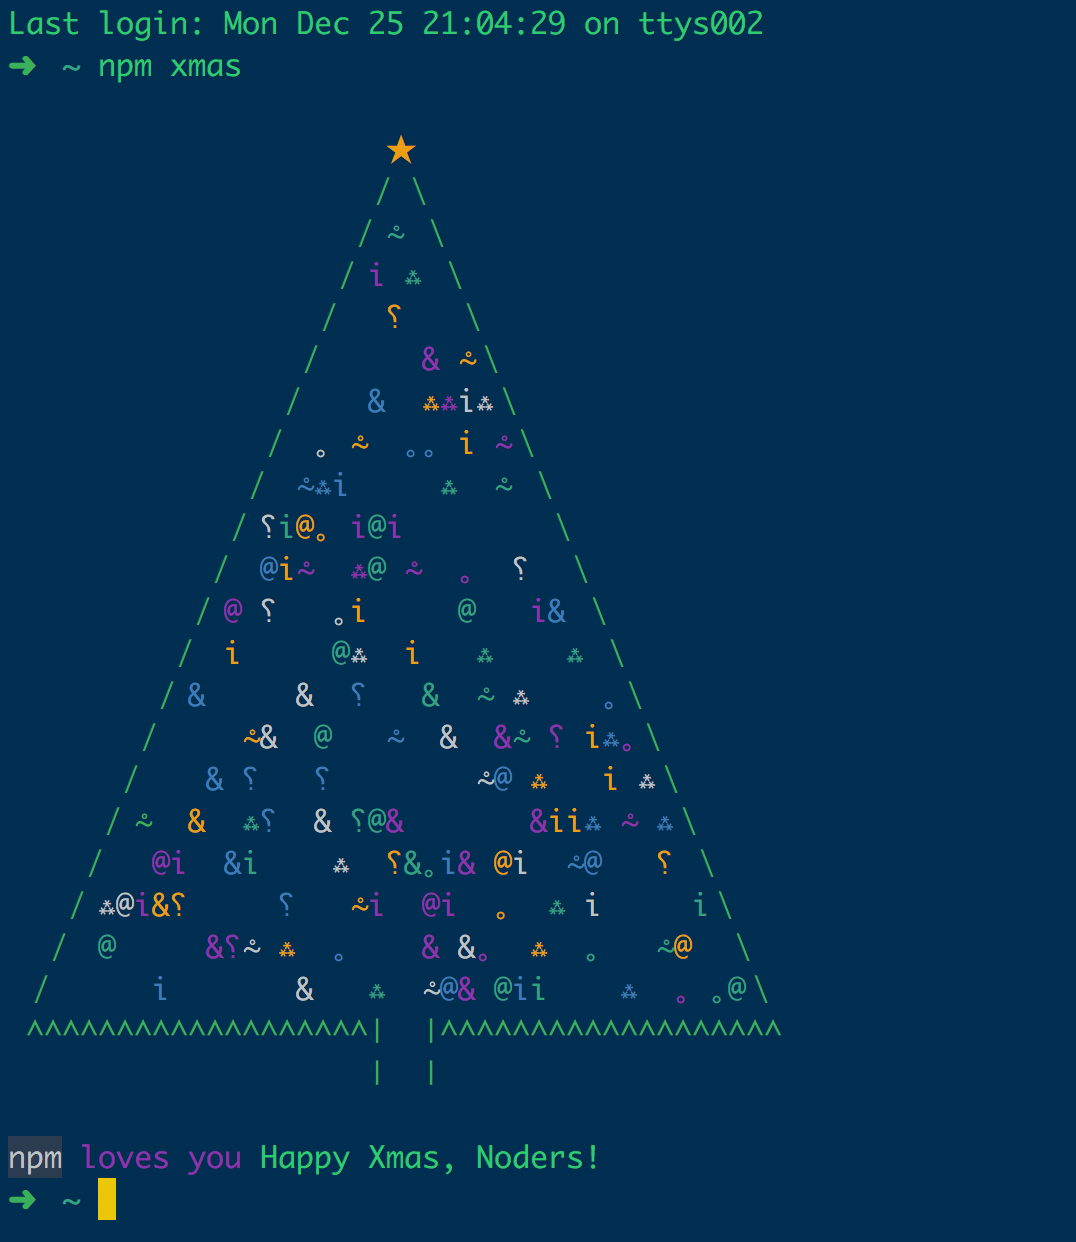 Last login: Mon Dec 25 21:04:29 on ttys002
➜ ~ npm xmas
★
/ \
/ ⍨ \
/ i ⁂ \
/ ⸮ \
/ & ⍨ \
/ & ⁂⁂i⁂ \
/ 。 ⍨ 。。 i ⍨ \
/ ⍨⁂i ⁂ ⍨ \
/ ⸮i@。 i@i \
/ @i⍨ ⁂@ ⍨ 。 ⸮ \
/ @ ⸮ 。i @ i& \
/ i @⁂ i ⁂ ⁂ \
/ & & ⸮ & ⍨ ⁂ 。 \
/ ⍨& @ ⍨ & &⍨ ⸮ i⁂。 \
/ & ⸮ ⸮ ⍨@ ⁂ i ⁂ \
/ ⍨ & ⁂⸮ & ⸮@& &ii⁂ ⍨ ⁂ \
/ @i &i ⁂ ⸮&。i& @i ⍨@ ⸮ \
/ ⁂@i&⸮ ⸮ ⍨i @i 。 ⁂ i i \
/ @ &⸮⍨ ⁂ 。 & &。 ⁂ 。 ⍨@ \
/ i & ⁂ ⍨@& @ii ⁂ 。 。@ \
^^^^^^^^^^^^^^^^^^^| |^^^^^^^^^^^^^^^^^^^
| |
npm loves you Happy Xmas, Noders!
➜ ~